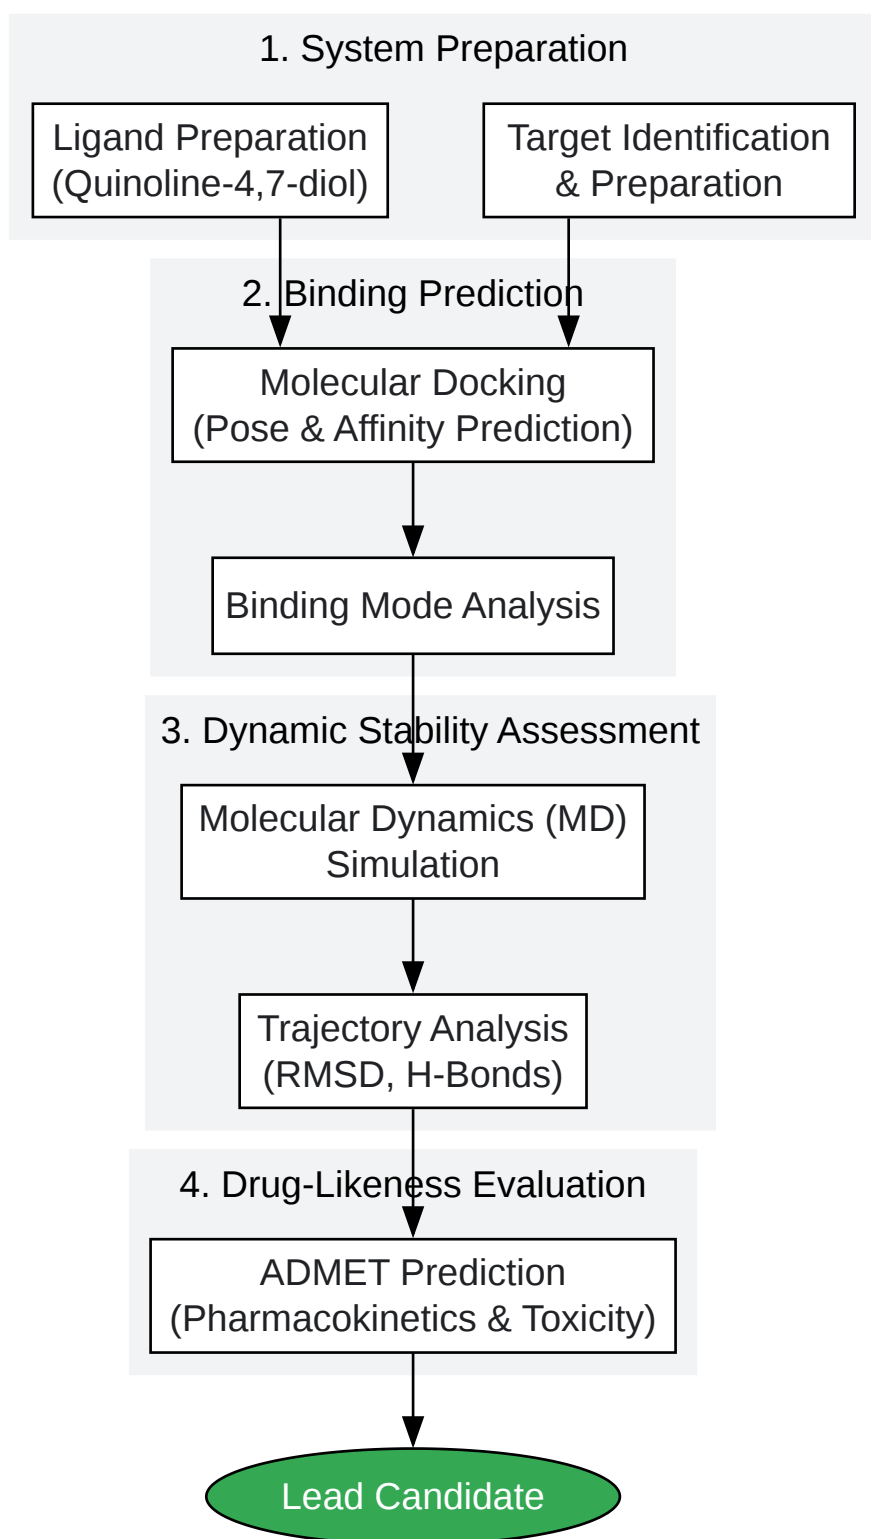 1. System Preparation
Ligand Preparation
(Quinoline-4,7-diol)
Target Identification
& Preparation
2. Binding Prediction
Molecular Docking
(Pose & Affinity Prediction)
Binding Mode Analysis
3. Dynamic Stability Assessment
Molecular Dynamics (MD)
Simulation
Trajectory Analysis
(RMSD, H-Bonds)
4. Drug-Likeness Evaluation
ADMET Prediction
(Pharmacokinetics & Toxicity)
Lead Candidate